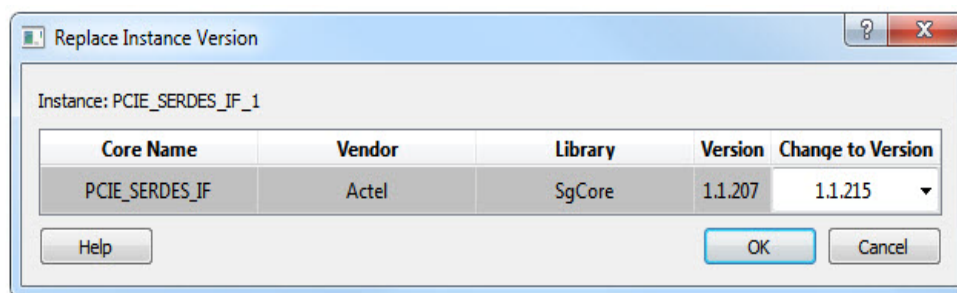 Replace Instance Version
?
X
Instance: PCIE_SERDES_IF_1
Core Name Vendor Library Version Change to Version
PCIE_SERDES_IF Actel SgCore 1.1.207 1.1.215
Help OK Cancel